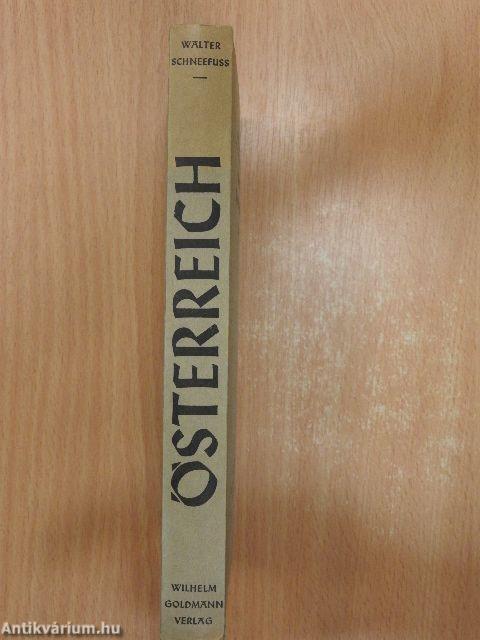 WALTER
SCHNEEFUSS
ÖSTERREICH
WILHELM
GOLDMANN
VERLAG
Antikvárium.hu